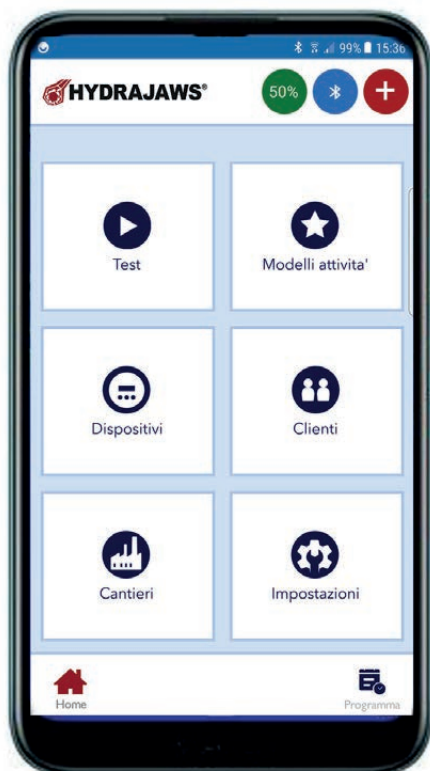 99% 15:36
HYDRAJAWS®
50%
Test
Modelli attivita'
Dispositivi
Clienti
Cantieri
Impostazioni
Home
Programma